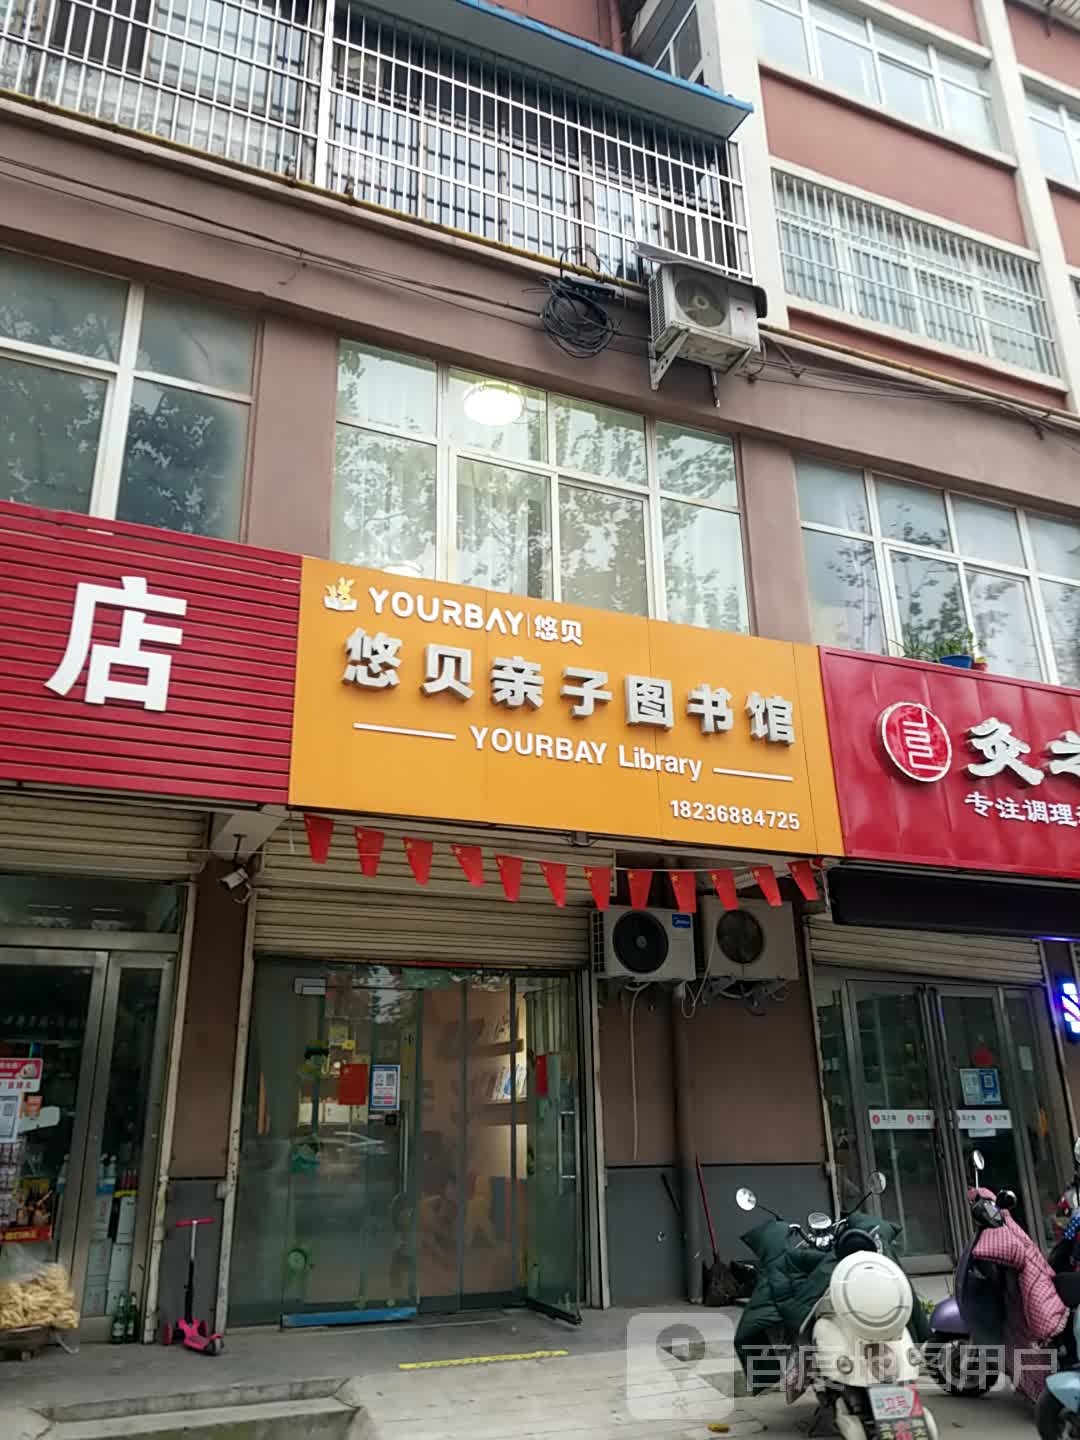 店
YOURBAY 悠贝
悠贝亲子图书馆
YOURBAY Library
18236884725
灸
专注调理
百度地图用户